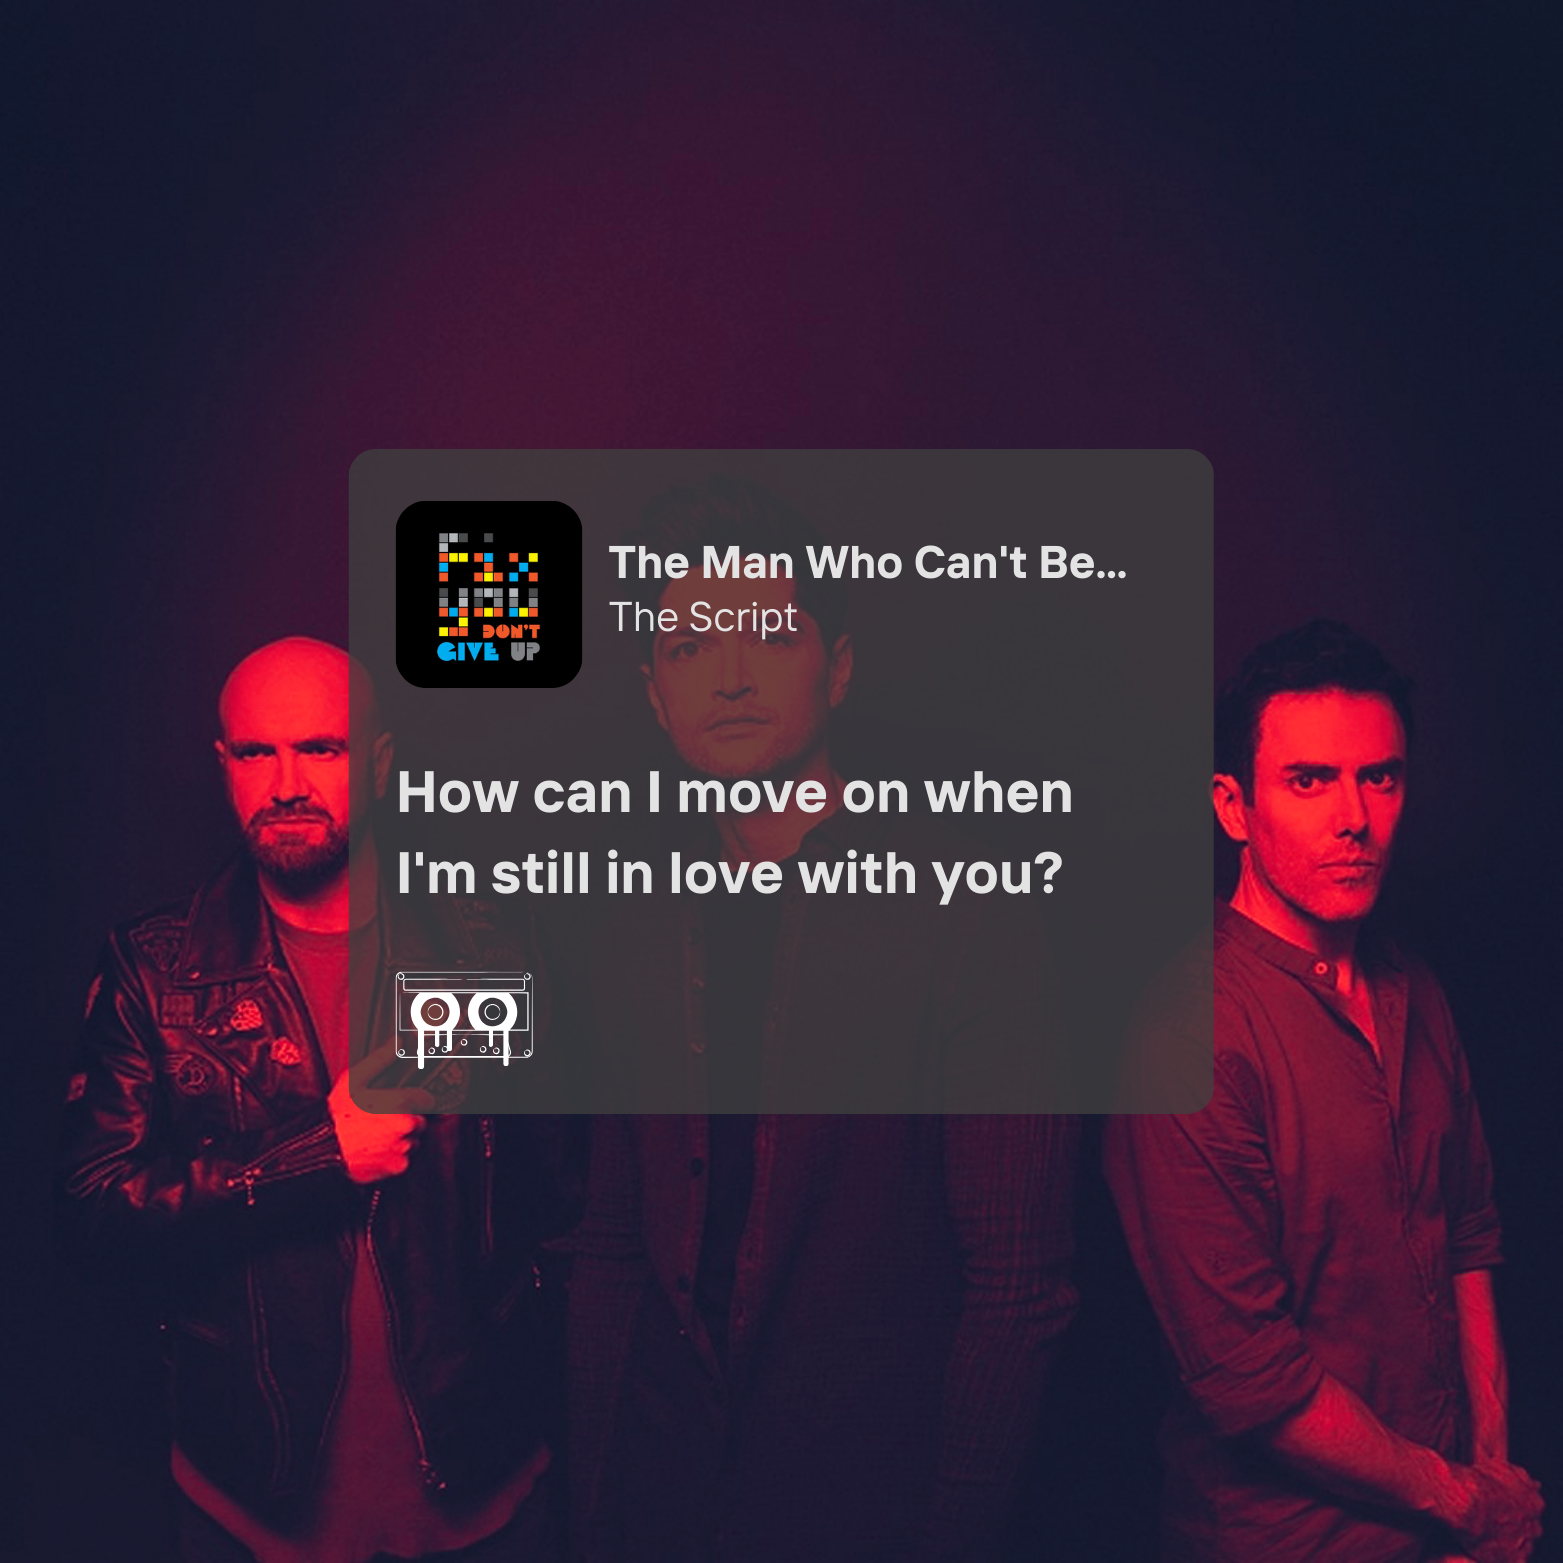 Fix
you DON'T
GIVE UP
The Man Who Can't Be...
The Script
How can I move on when
I'm still in love with you?